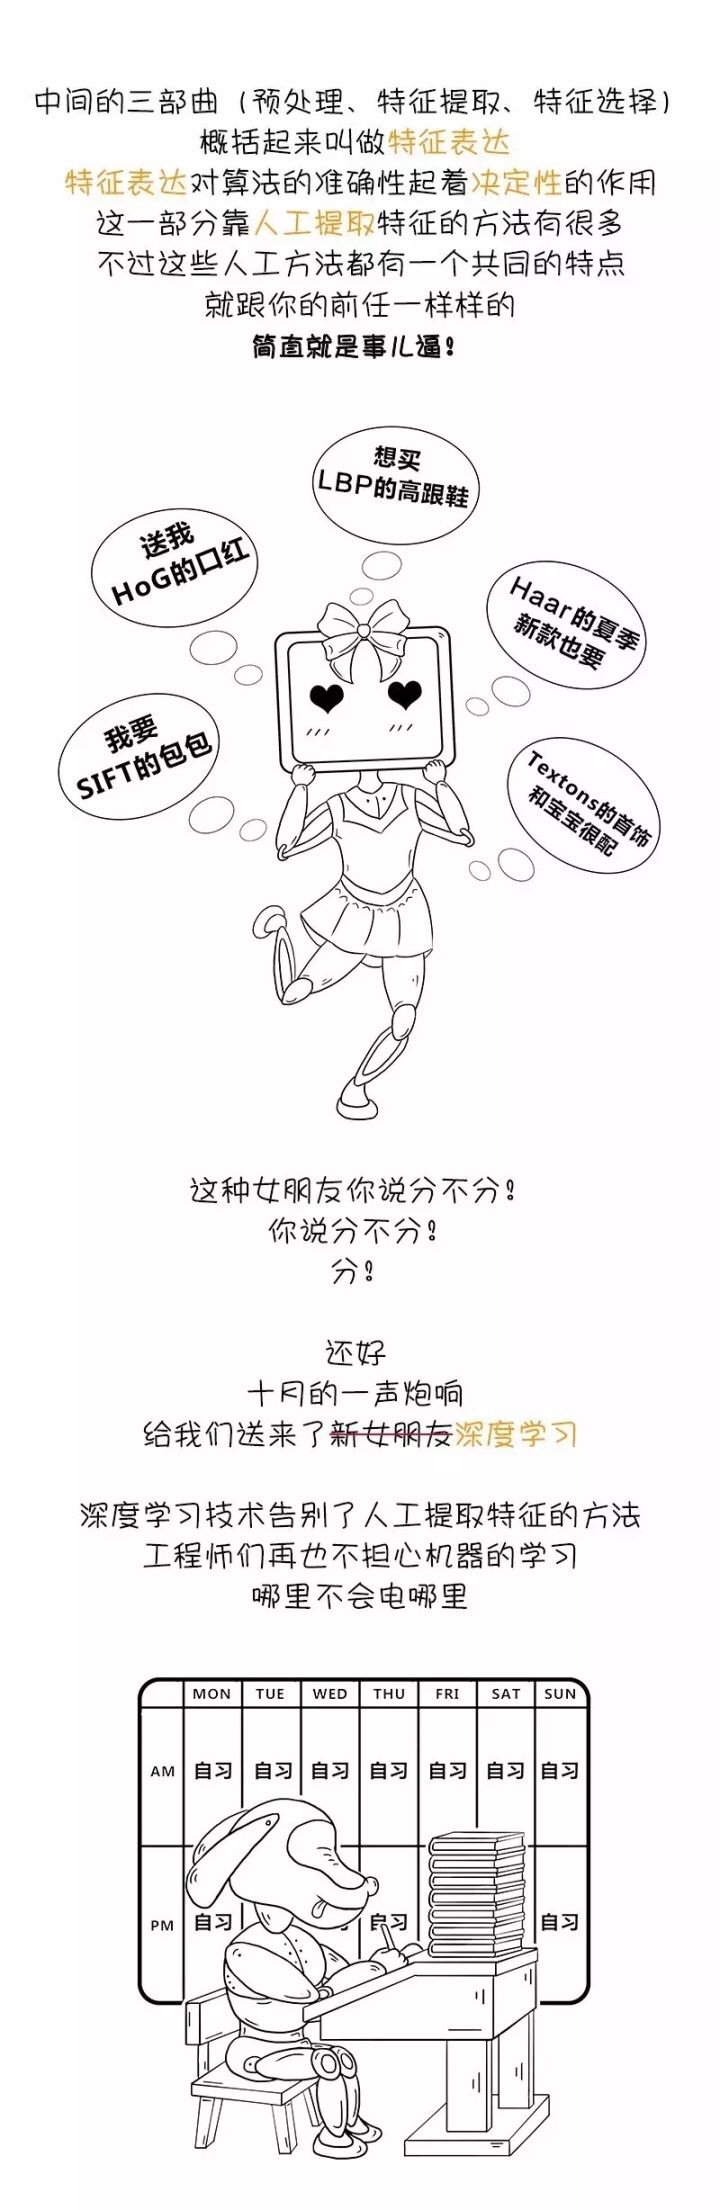 中间的三部曲（预处理、特征提取、特征选择）
概括起来叫做特征表达
特征表达对算法的准确性起着决定性的作用
这一部分靠人工提取特征的方法有很多
不过这些人工方法都有一个共同的特点
就跟你的前任一样样的
简直就是事儿逼！
想买
LBP的高跟鞋
送我
HoG的口红
Haar的夏季
新款也要
我要
SIFT的包包
Textons的首饰
和宝宝很配
这种女朋友你说分不分！
你说分不分！
分！
还好
十月的一声炮响
给我们送来了新女朋友深度学习
深度学习技术告别了人工提取特征的方法
工程师们再也不担心机器的学习
哪里不会电哪里
MON TUE WED THU FRI SAT SUN
AM 自习 自习 自习 自习 自习 自习 自习
PM 自习 自习 自习